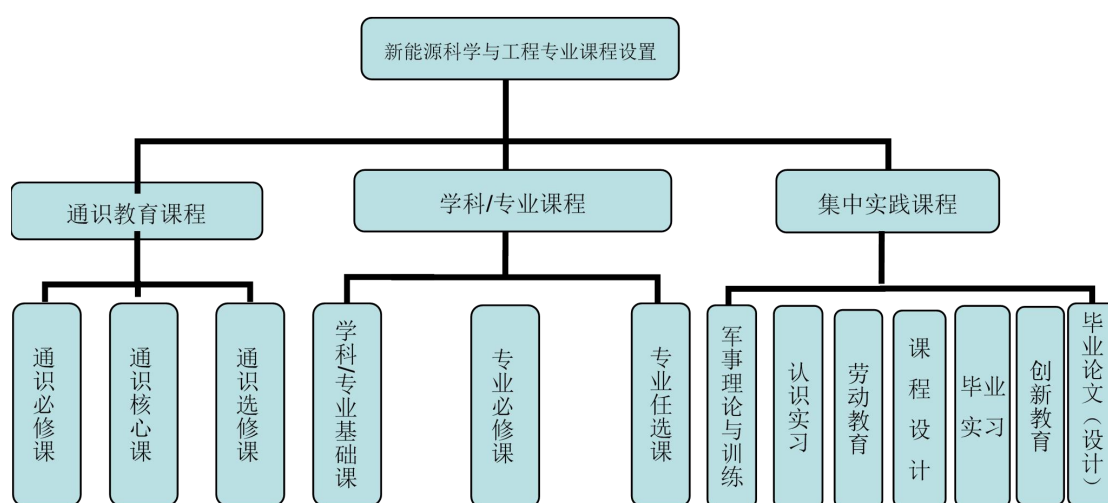 新能源科学与工程专业课程设置
通识教育课程
学科/专业课程
集中实践课程
通识必修课
通识核心课
通识选修课
学科/专业基础课
专业必修课
专业任选课
军事理论与训练
认识实习
劳动教育
课程设计
毕业
实习
创新教育
毕业论文（设计）